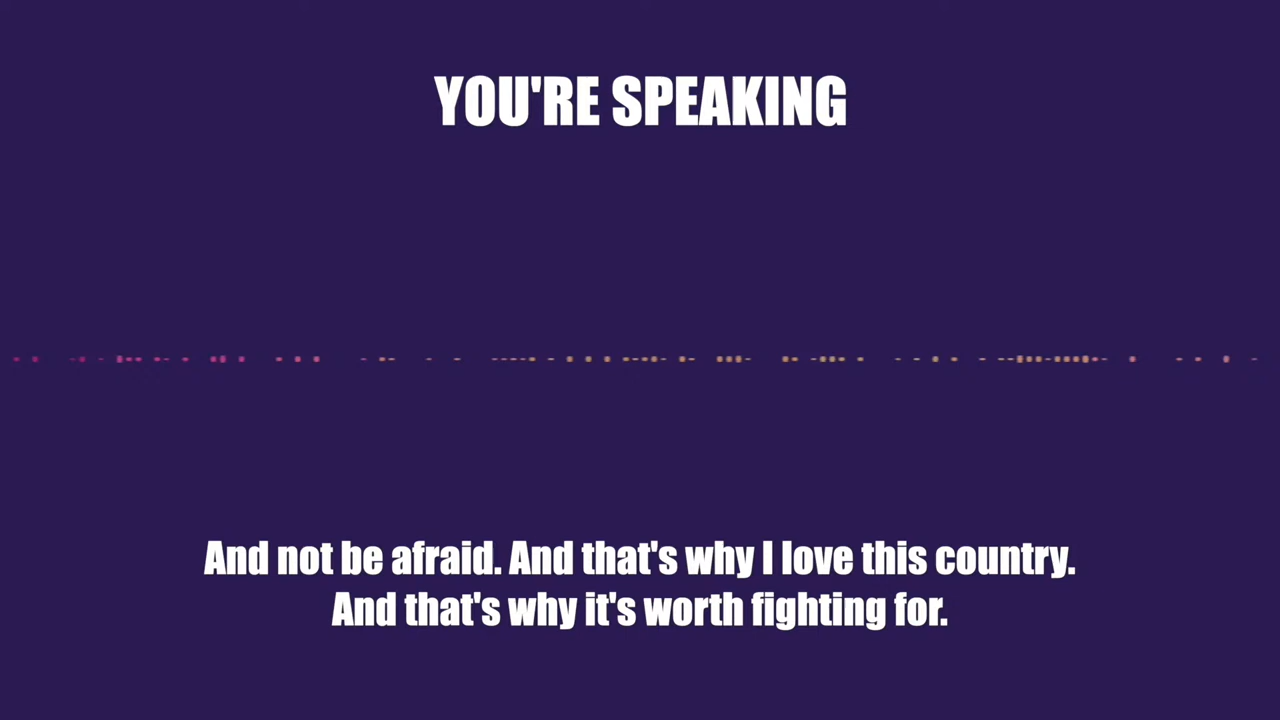 YOU'RE SPEAKING
And not be afraid. And that's why I love this country.
And that's why it's worth fighting for.